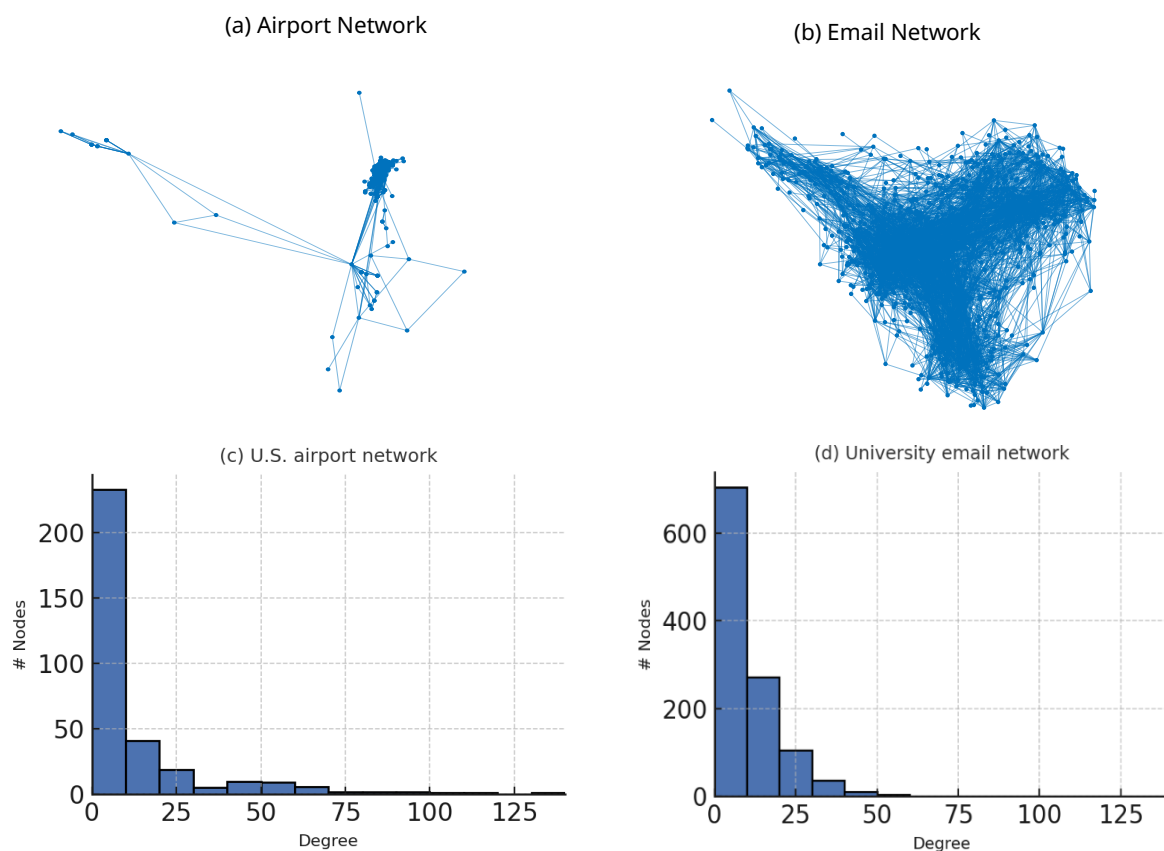 (a) Airport Network
(b) Email Network
(c) U.S. airport network
200
150
100
50
0
# Nodes
0 25 50 75 100 125
Degree
(d) University email network
600
400
200
0
# Nodes
0 25 50 75 100 125
Degree